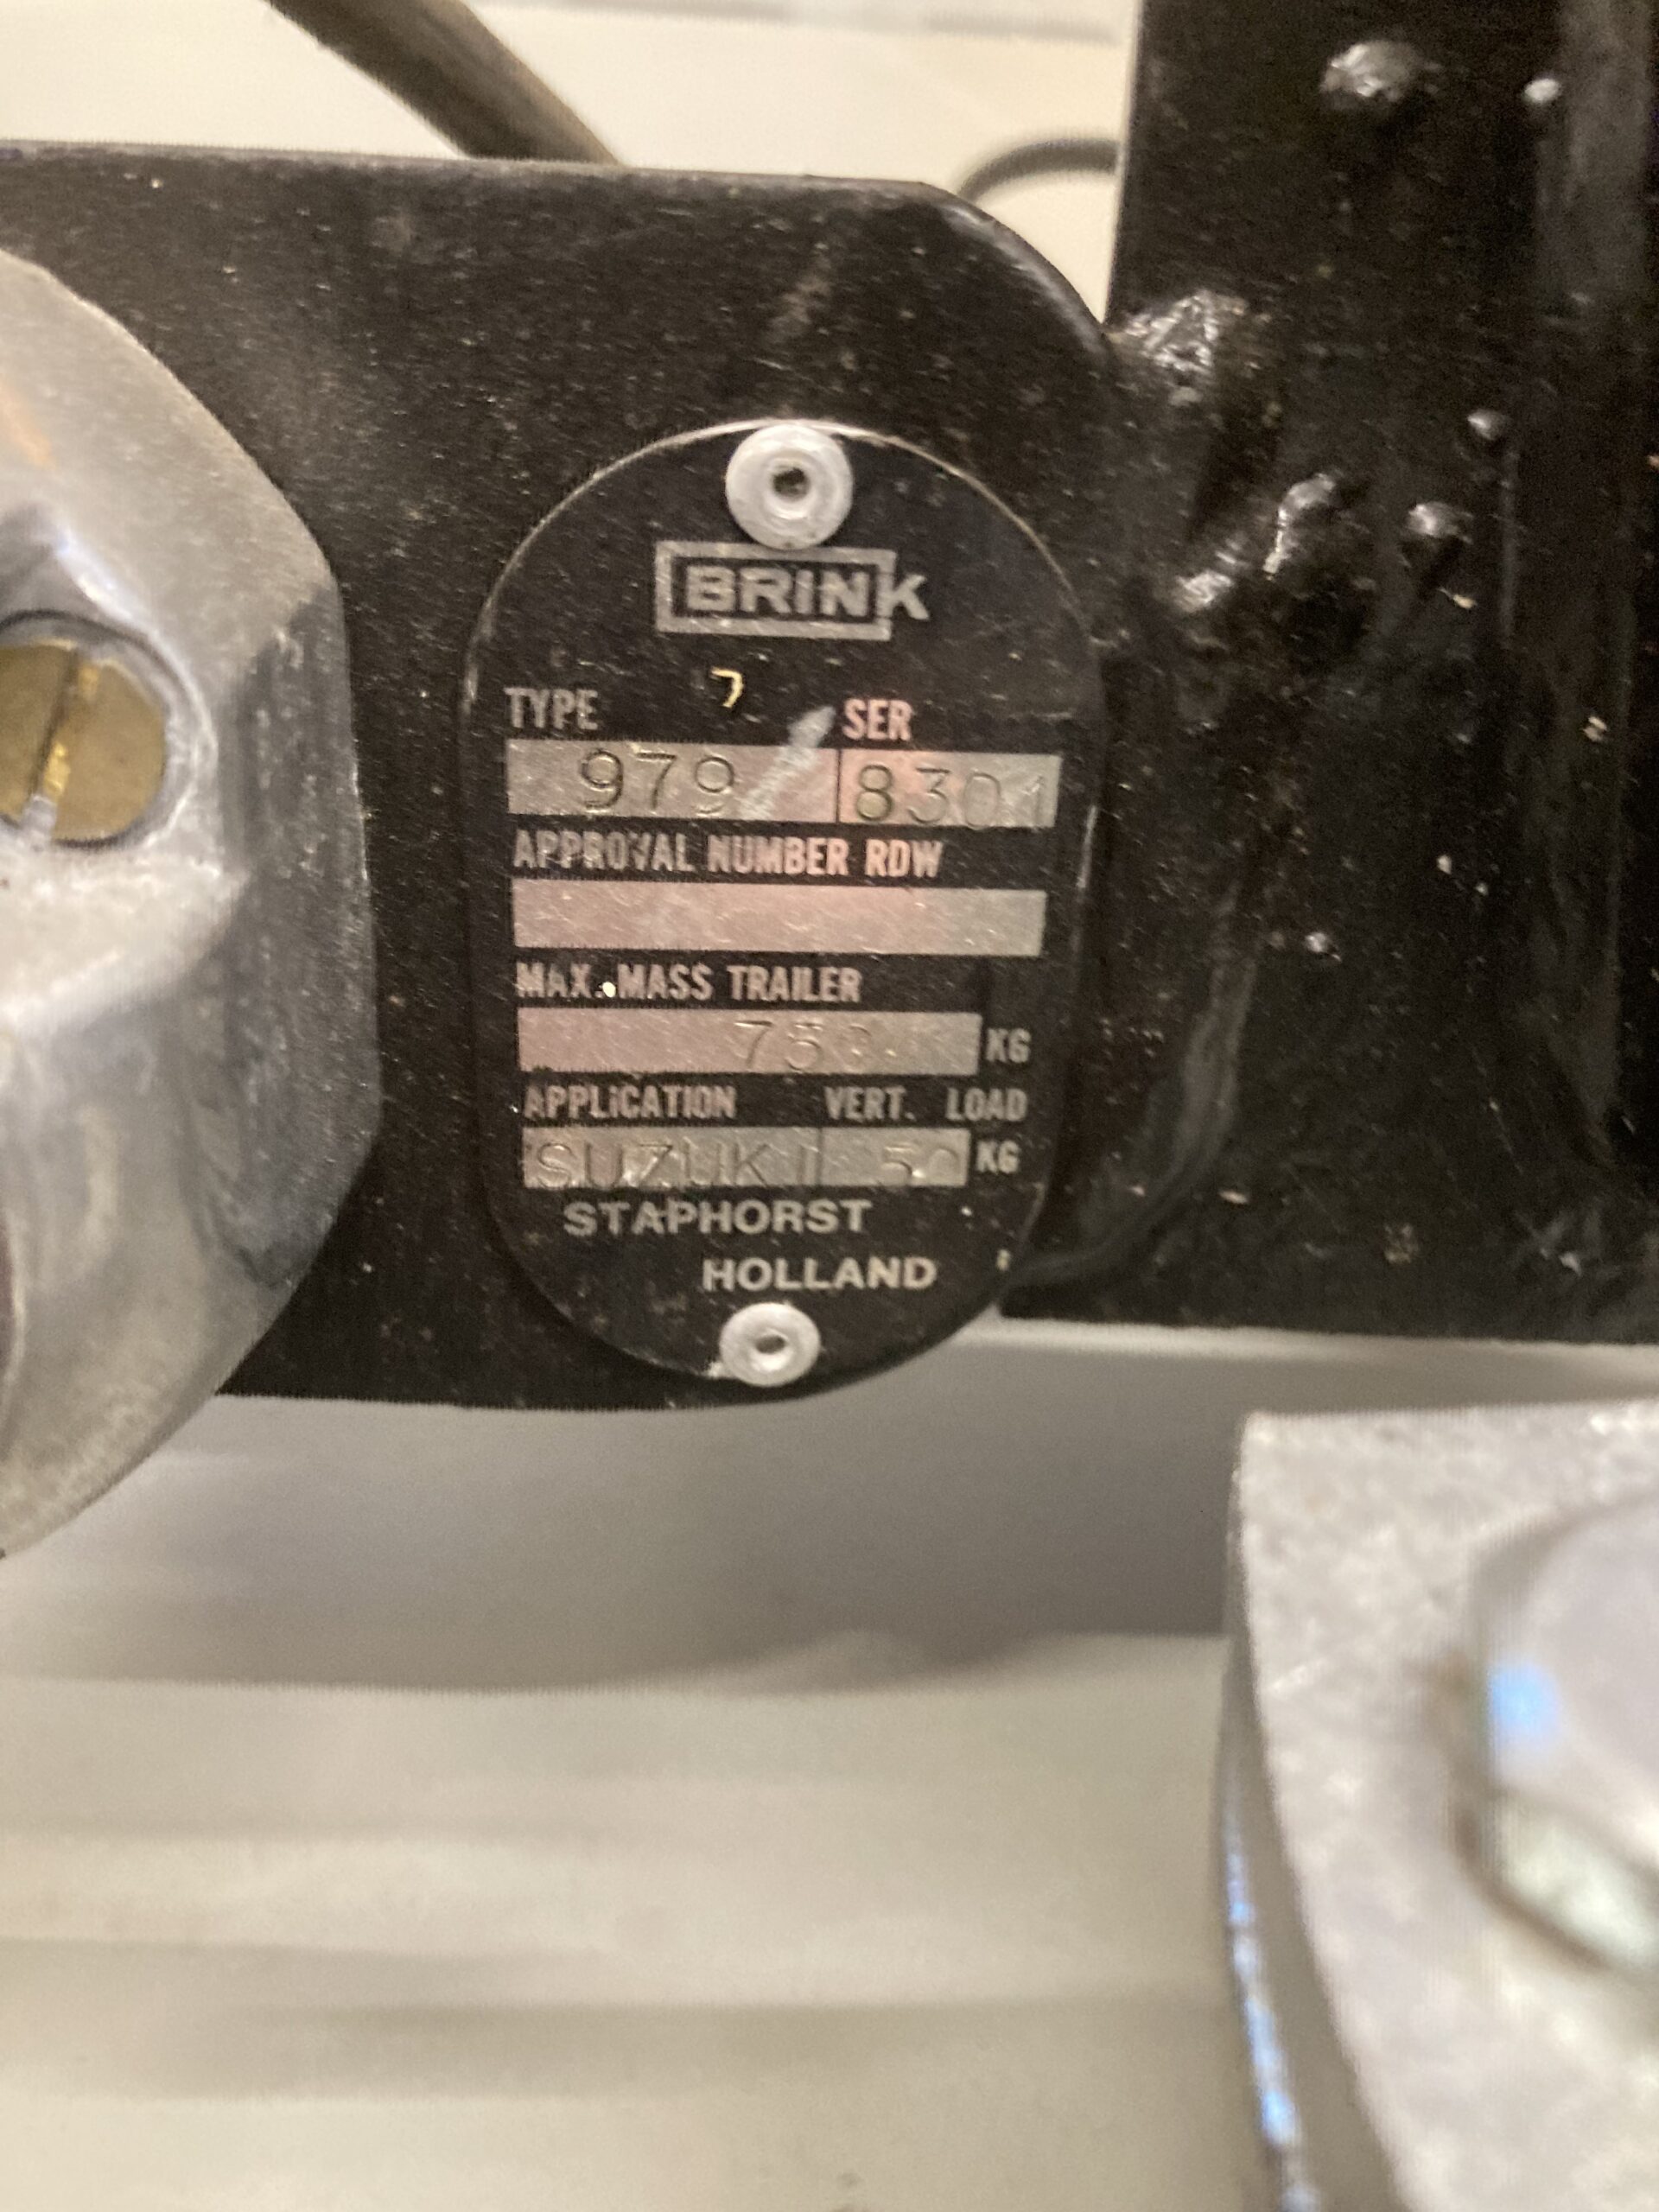 BRINK
TYPE SER
979 8301
APPROVAL NUMBER RDW
MAX. MASS TRAILER
750 KG
APPLICATION VERT. LOAD
SUZUKI 50 KG
STAPHORST
HOLLAND